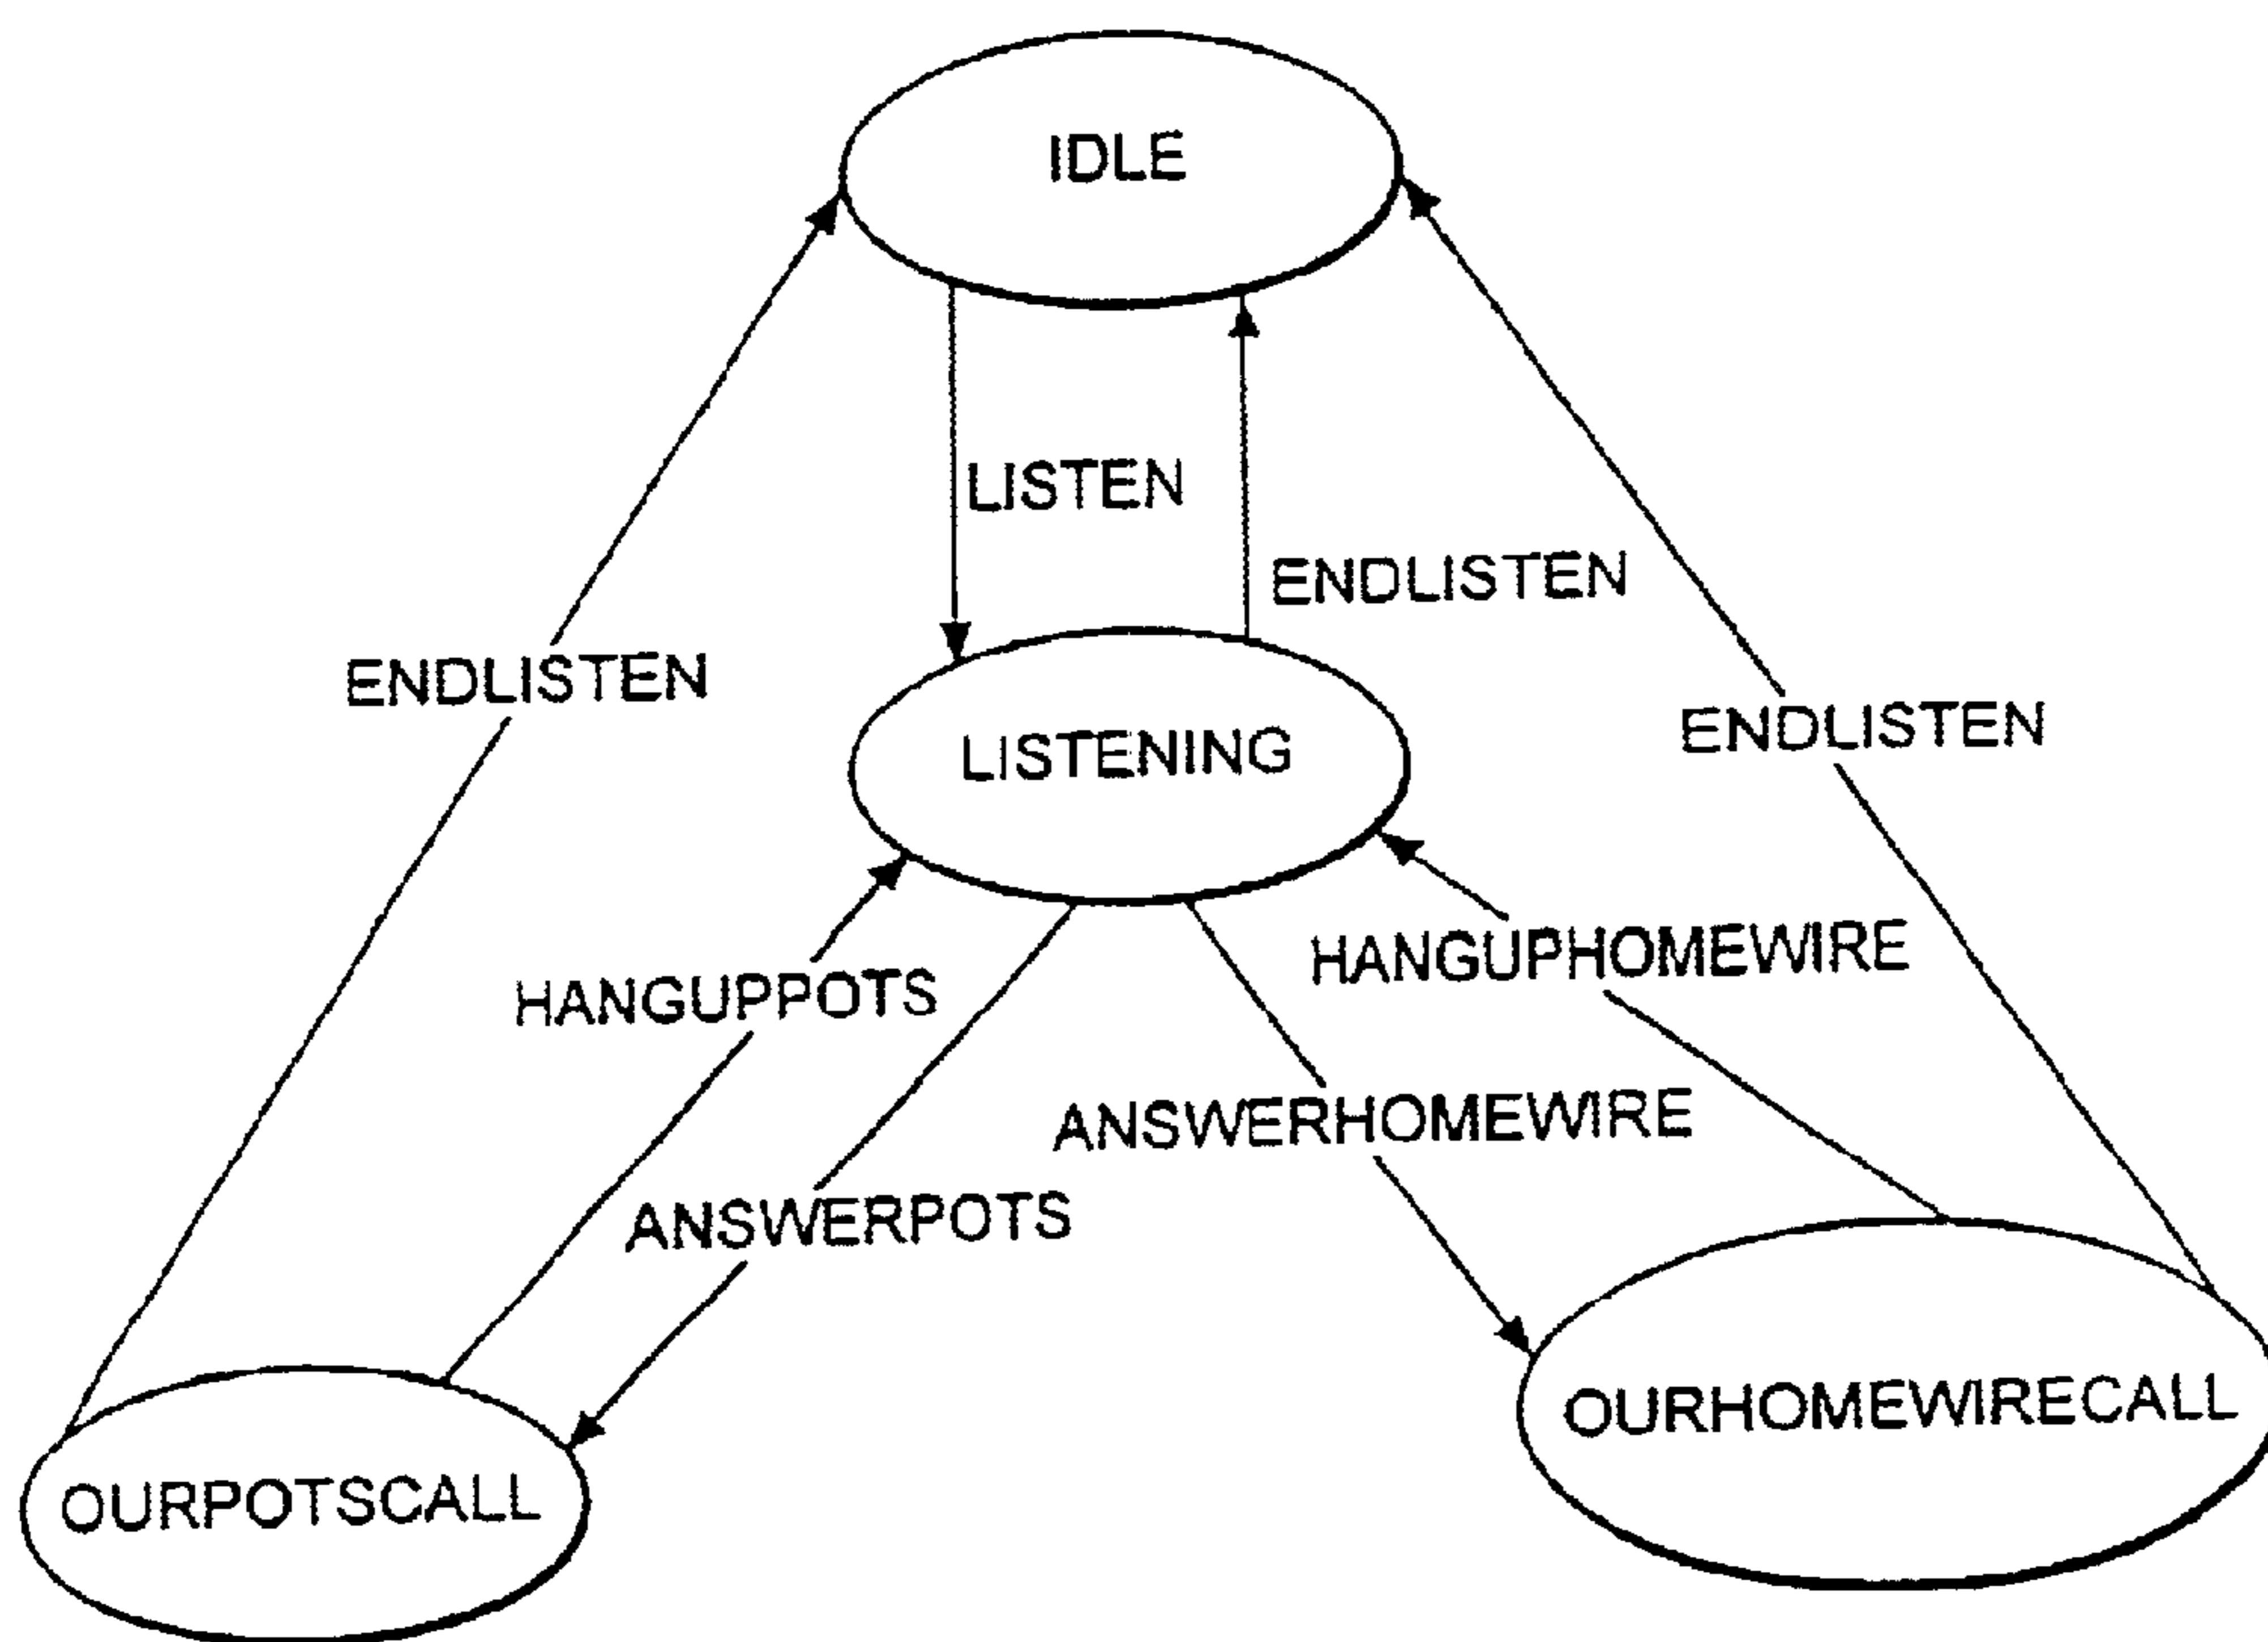 IDLE
LISTEN
ENDLISTEN
ENDLISTEN
ENDLISTEN
LISTENING
HANGUPPOTS
HANGUPHOMEWIRE
ANSWERHOMEWIRE
ANSWERPOTS
OURHOMEWIRECALL
OURPOTSCALL